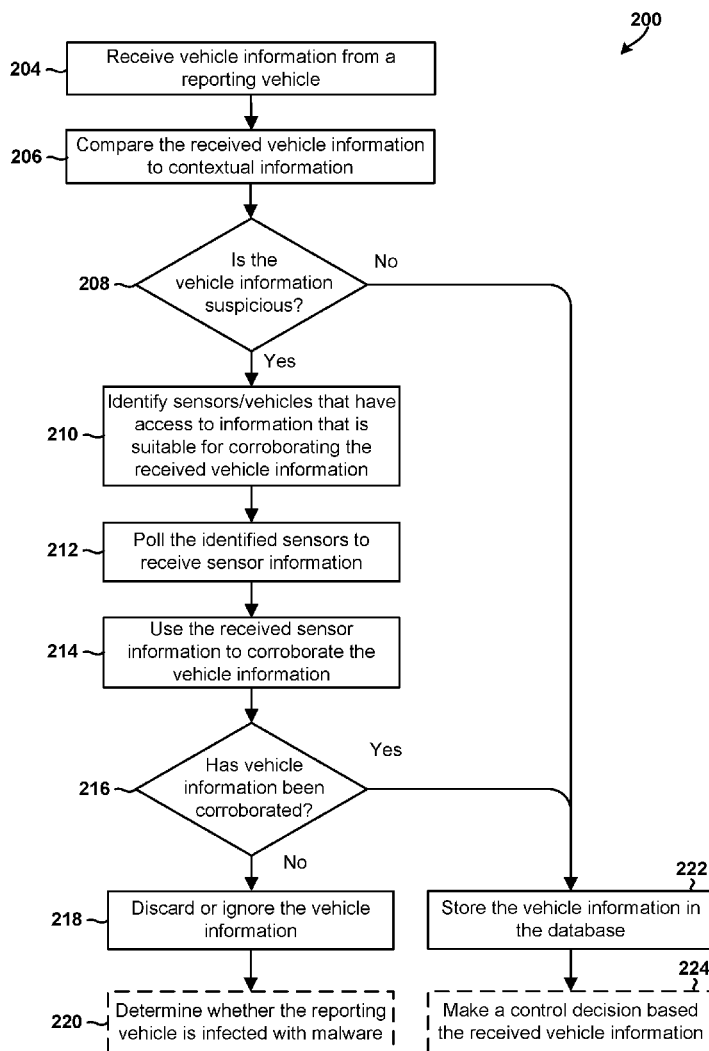 200
204
Receive vehicle information from a
reporting vehicle
206
Compare the received vehicle information
to contextual information
208
Is the
vehicle information
suspicious?
No
Yes
210
Identify sensors/vehicles that have
access to information that is
suitable for corroborating the
received vehicle information
212
Poll the identified sensors to
receive sensor information
214
Use the received sensor
information to corroborate the
vehicle information
216
Has vehicle
information been
corroborated?
Yes
No
218
Discard or ignore the vehicle
information
222
Store the vehicle information in
the database
220
Determine whether the reporting
vehicle is infected with malware
224
Make a control decision based
the received vehicle information